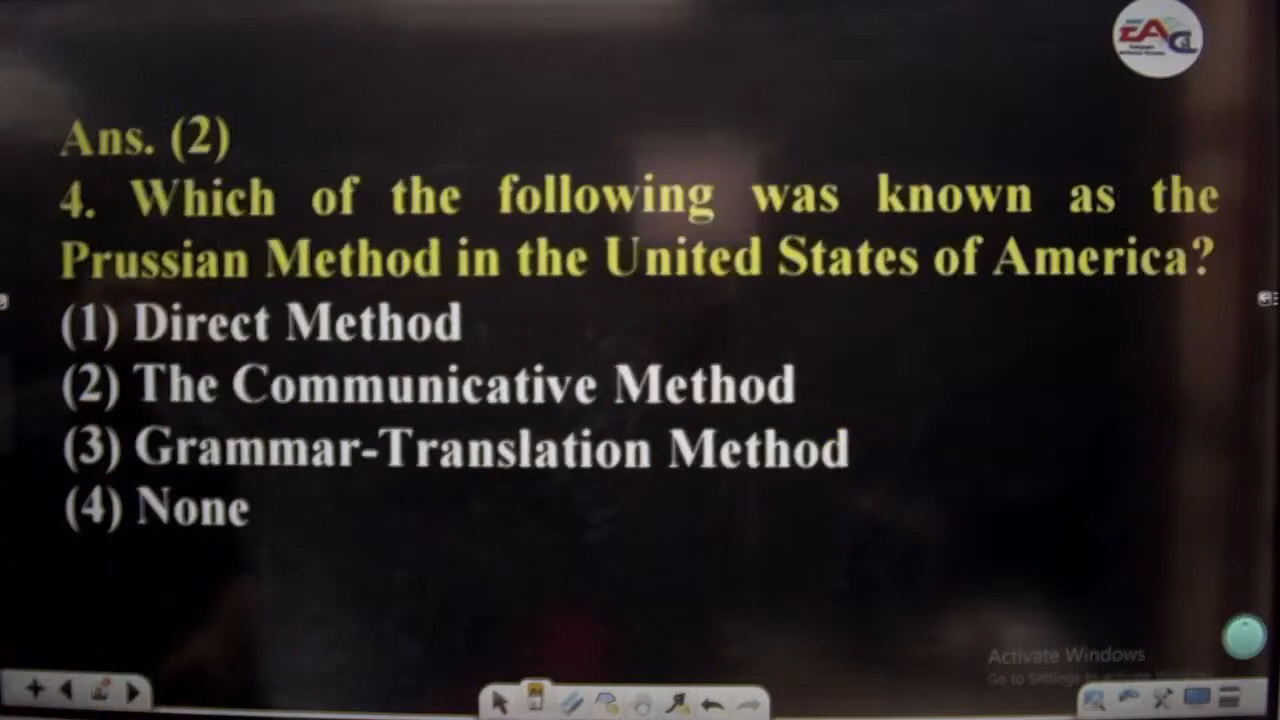 EAG
Ans. (2)
4. Which of the following was known as the
Prussian Method in the United States of America?
(1) Direct Method
(2) The Communicative Method
(3) Grammar-Translation Method
(4) None
Activate Windows
Go to Settings to activate Windows.